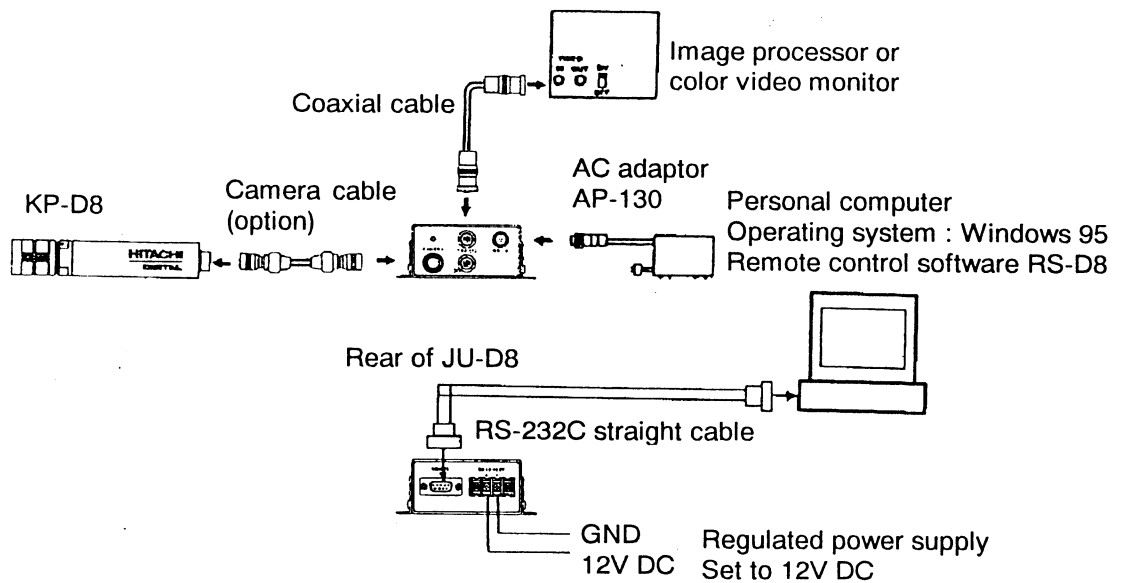 Image processor or
color video monitor
Coaxial cable
AC adaptor
AP-130
KP-D8
Camera cable
(option)
Personal computer
Operating system : Windows 95
Remote control software RS-D8
HITACHI
DIGITAL
Rear of JU-D8
RS-232C straight cable
GND
12V DC
Regulated power supply
Set to 12V DC